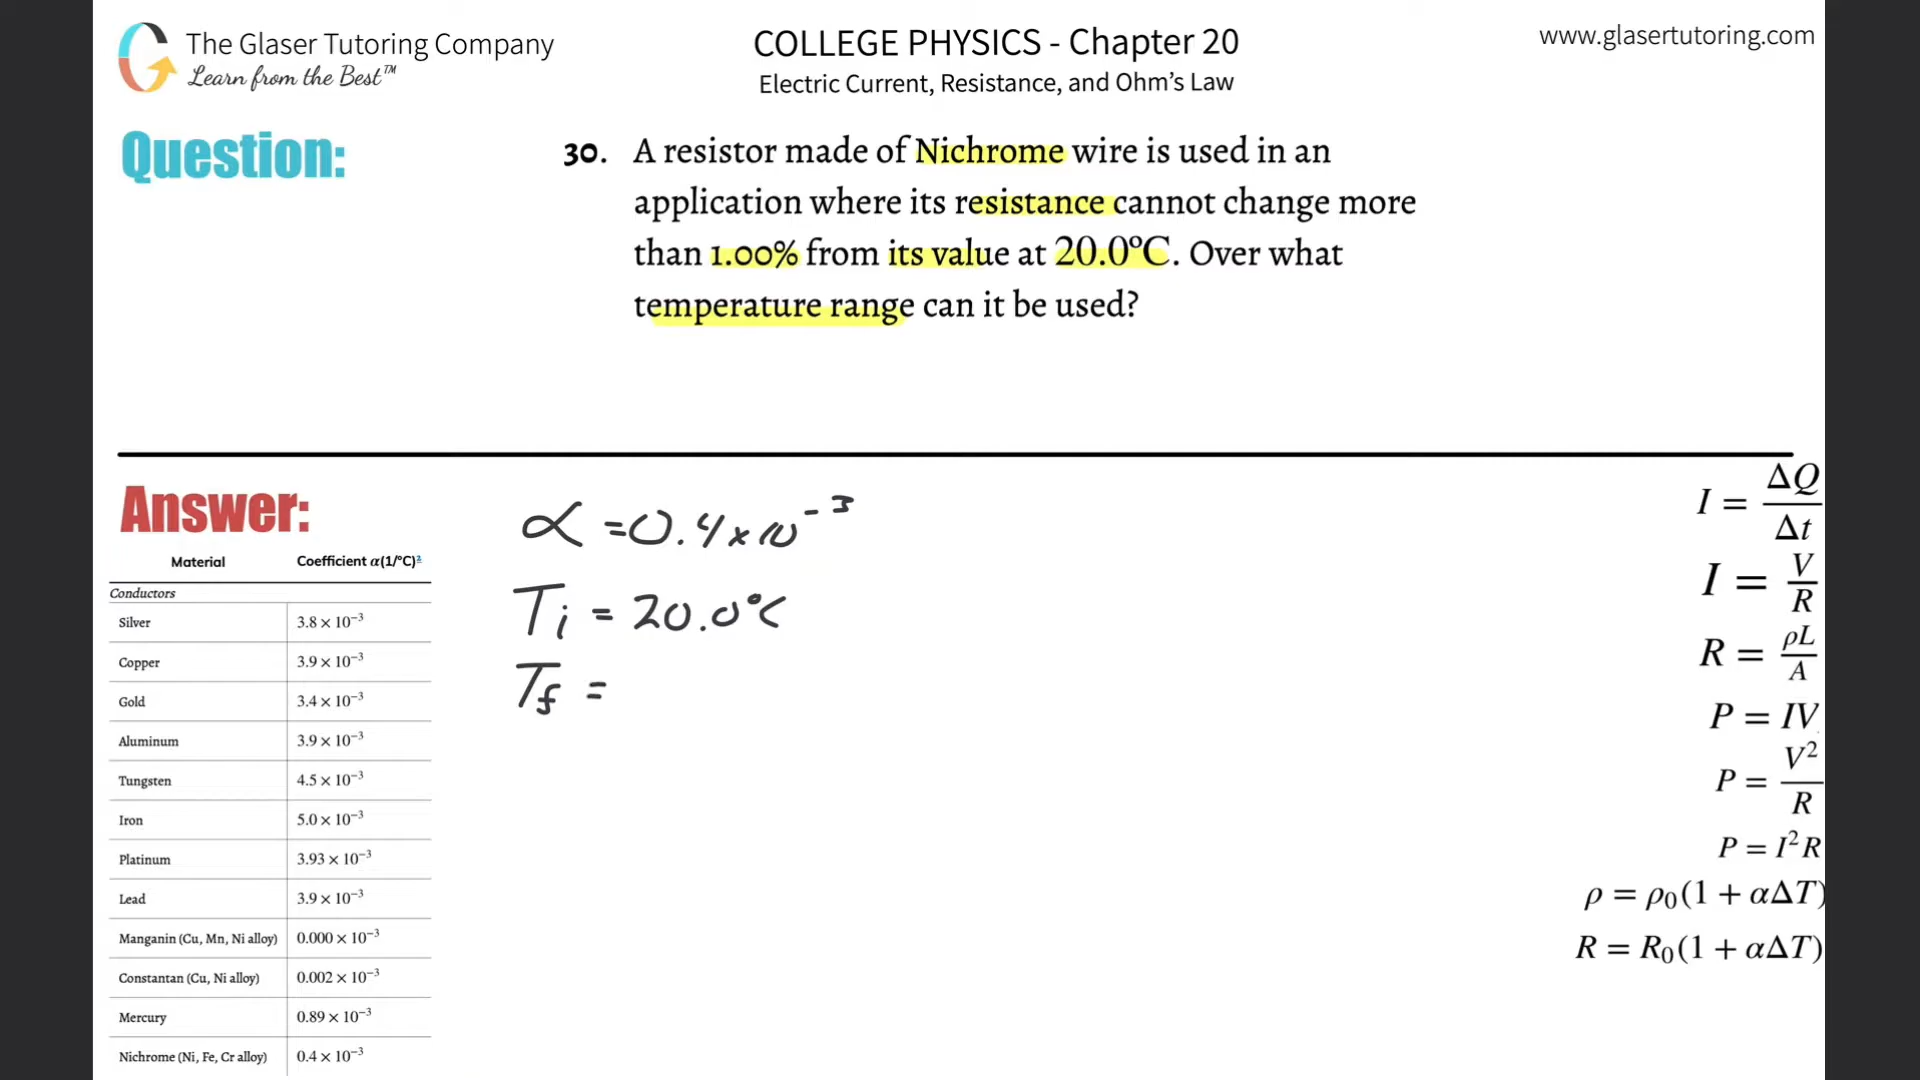 The Glaser Tutoring Company
Learn from the Best™
COLLEGE PHYSICS - Chapter 20
Electric Current, Resistance, and Ohm's Law
www.glasertutoring.com
Question:
30. A resistor made of Nichrome wire is used in an
application where its resistance cannot change more
than 1.00% from its value at 20.0ºC. Over what
temperature range can it be used?
Answer:
Material Coefficient α(1/°C)²
Conductors
Silver 3.8 × 10⁻³
Copper 3.9 × 10⁻³
Gold 3.4 × 10⁻³
Aluminum 3.9 × 10⁻³
Tungsten 4.5 × 10⁻³
Iron 5.0 × 10⁻³
Platinum 3.93 × 10⁻³
Lead 3.9 × 10⁻³
Manganin (Cu, Mn, Ni alloy) 0.000 × 10⁻³
Constantan (Cu, Ni alloy) 0.002 × 10⁻³
Mercury 0.89 × 10⁻³
Nichrome (Ni, Fe, Cr alloy) 0.4 × 10⁻³
α = 0.4 × 10⁻³
Ti = 20.0°C
Tf =
I = ΔQ/Δt
I = V/R
R = ρL/A
P = IV
P = V²/R
P = I²R
ρ = ρ₀(1 + αΔT)
R = R₀(1 + αΔT)